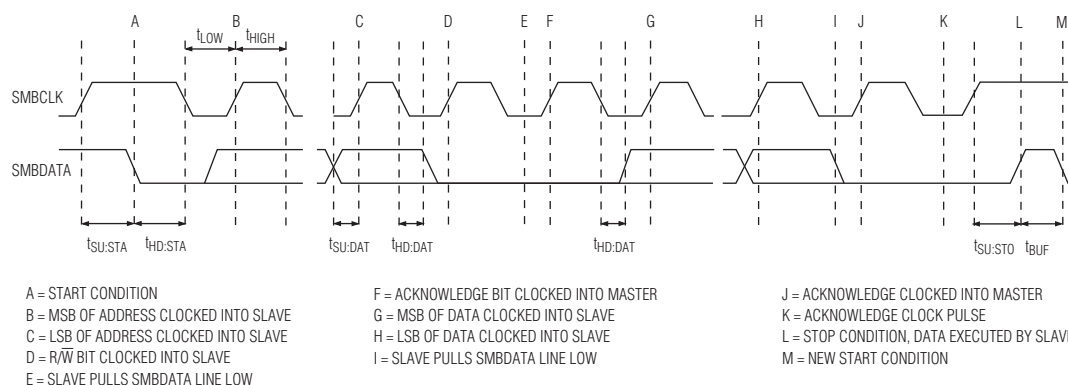 A B C D E F G H I J K L M
tLOW tHIGH
SMBCLK
SMBDATA
tSU:STA tHD:STA tSU:DAT tHD:DAT tHD:DAT tSU:STO tBUF
A = START CONDITION
B = MSB OF ADDRESS CLOCKED INTO SLAVE
C = LSB OF ADDRESS CLOCKED INTO SLAVE
D = R/W̅ BIT CLOCKED INTO SLAVE
E = SLAVE PULLS SMBDATA LINE LOW
F = ACKNOWLEDGE BIT CLOCKED INTO MASTER
G = MSB OF DATA CLOCKED INTO SLAVE
H = LSB OF DATA CLOCKED INTO SLAVE
I = SLAVE PULLS SMBDATA LINE LOW
J = ACKNOWLEDGE CLOCKED INTO MASTER
K = ACKNOWLEDGE CLOCK PULSE
L = STOP CONDITION, DATA EXECUTED BY SLAVE
M = NEW START CONDITION